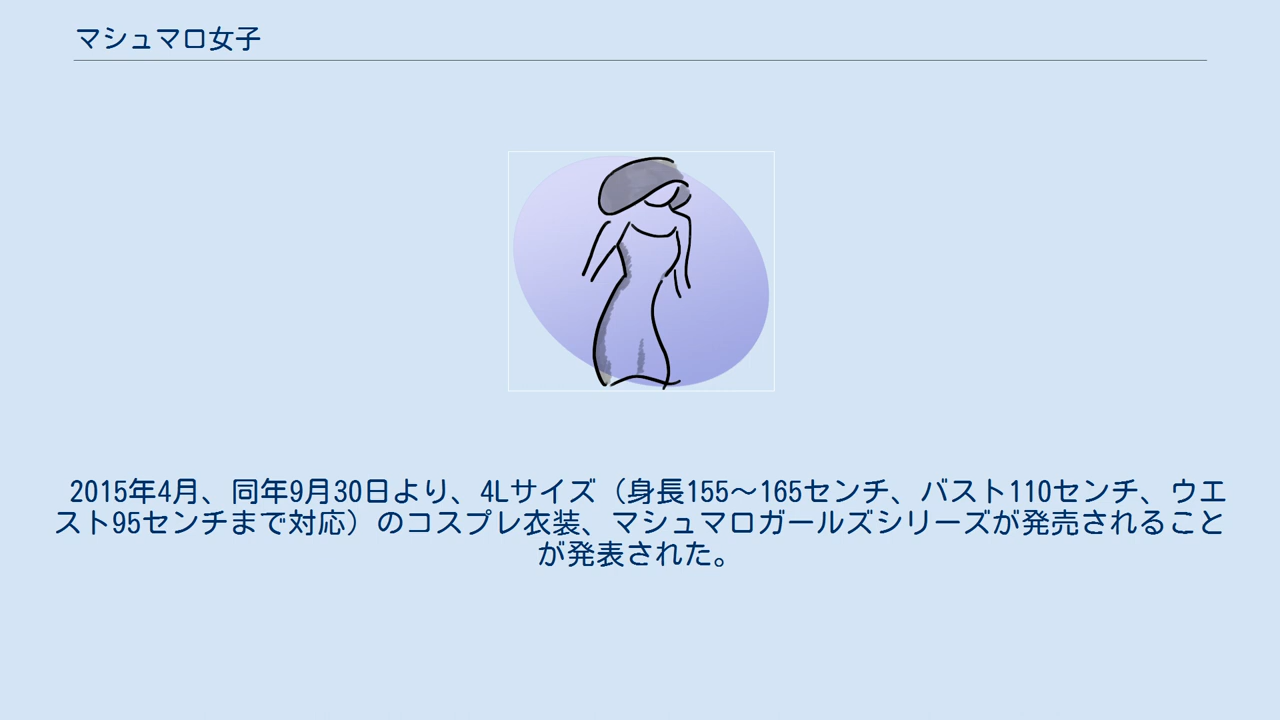 マシュマロ女子
2015年4月、同年9月30日より、4Lサイズ（身長155～165センチ、バスト110センチ、ウエ
スト95センチまで対応）のコスプレ衣装、マシュマロガールズシリーズが発売されること
が発表された。